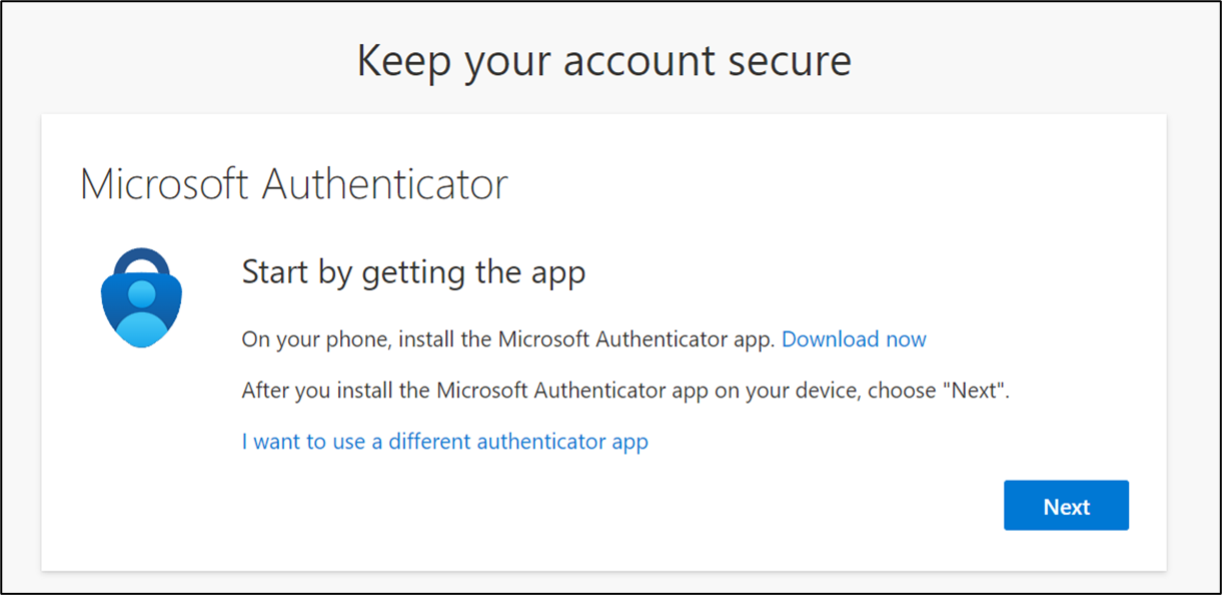 Keep your account secure
Microsoft Authenticator
Start by getting the app
On your phone, install the Microsoft Authenticator app. Download now
After you install the Microsoft Authenticator app on your device, choose "Next".
I want to use a different authenticator app
Next